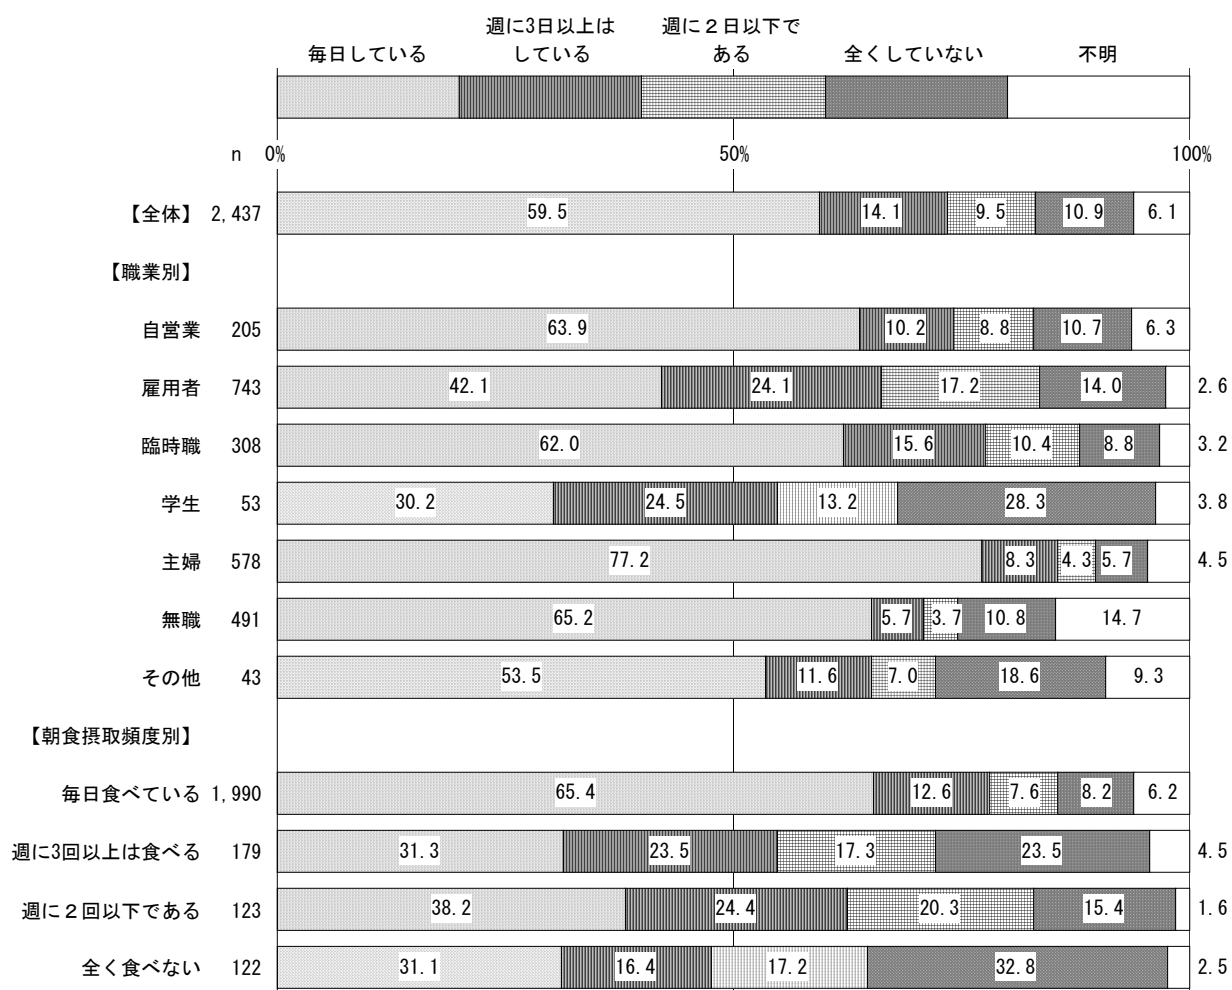 週に3日以上は 週に２日以下で
毎日している している ある 全くしていない 不明
n 0% 50% 100%
【全体】 2,437 59.5 14.1 9.5 10.9 6.1
【職業別】
自営業 205 63.9 10.2 8.8 10.7 6.3
雇用者 743 42.1 24.1 17.2 14.0 2.6
臨時職 308 62.0 15.6 10.4 8.8 3.2
学生 53 30.2 24.5 13.2 28.3 3.8
主婦 578 77.2 8.3 4.3 5.7 4.5
無職 491 65.2 5.7 3.7 10.8 14.7
その他 43 53.5 11.6 7.0 18.6 9.3
【朝食摂取頻度別】
毎日食べている 1,990 65.4 12.6 7.6 8.2 6.2
週に3回以上は食べる 179 31.3 23.5 17.3 23.5 4.5
週に２回以下である 123 38.2 24.4 20.3 15.4 1.6
全く食べない 122 31.1 16.4 17.2 32.8 2.5